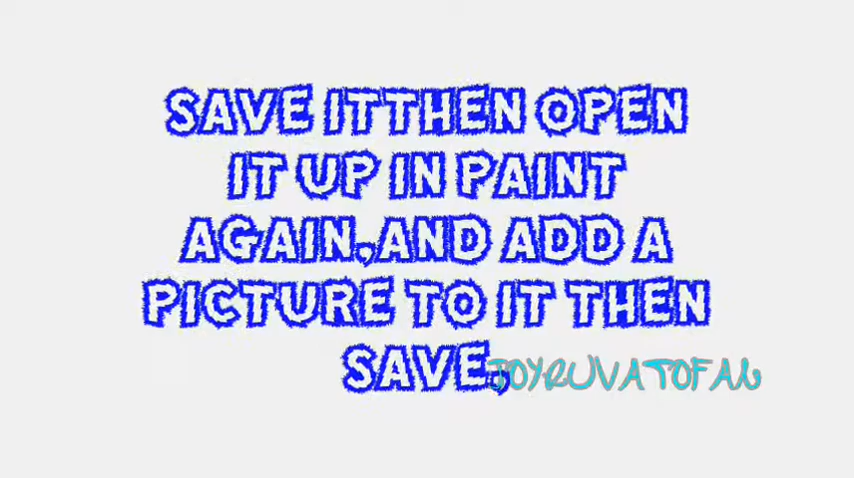 SAVE ITTHEN OPEN
IT UP IN PAINT
AGAIN,AND ADD A
PICTURE TO IT THEN
SAVE,
JOYRUVATOFAN